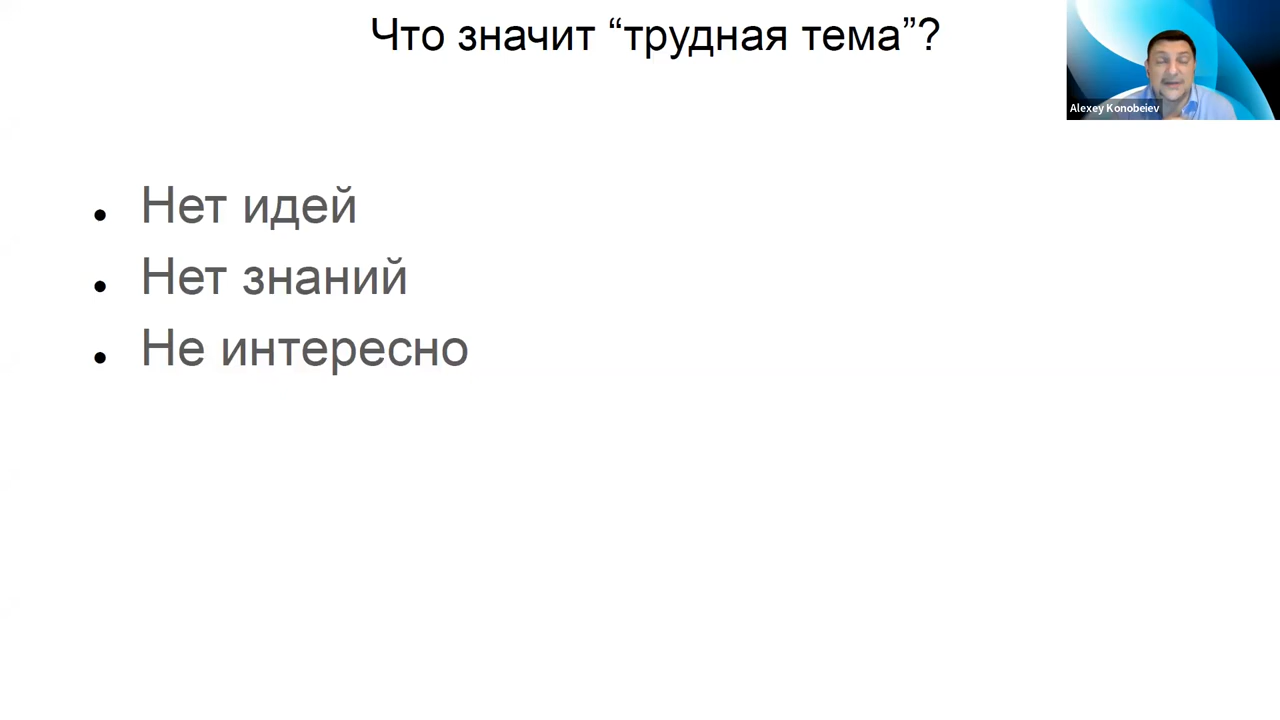 Что значит “трудная тема”?
Alexey Konobeiev
Нет идей
Нет знаний
Не интересно